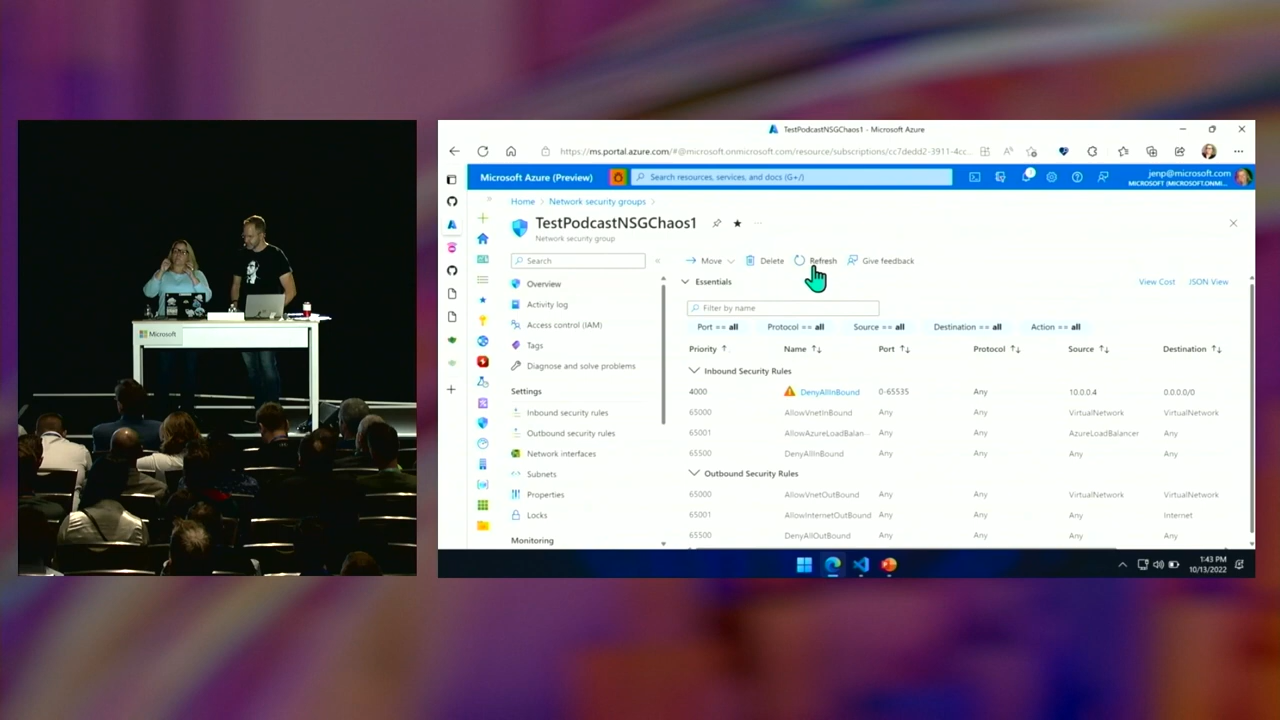 Microsoft
TestPodcastNSGChaos1 - Microsoft Azure
https://ms.portal.azure.com/#@microsoft.onmicrosoft.com/resource/subscriptions/cc7dedd2-3911-4cc...
Microsoft Azure (Preview)
Search resources, services, and docs (G+/)
1
jenp@microsoft.com
MICROSOFT (MICROSOFT.ONMI...
Home > Network security groups >
TestPodcastNSGChaos1
Network security group
Search
Move
Delete
Refresh
Give feedback
Overview
Activity log
Access control (IAM)
Tags
Diagnose and solve problems
Settings
Inbound security rules
Outbound security rules
Network interfaces
Subnets
Properties
Locks
Monitoring
Essentials
View Cost
JSON View
Filter by name
Port == all
Protocol == all
Source == all
Destination == all
Action == all
Priority ↑ Name ↑↓ Port ↑↓ Protocol ↑↓ Source ↑↓ Destination ↑↓
Inbound Security Rules
4000 DenyAllInBound 0-65535 Any 10.0.0.4 0.0.0.0/0
65000 AllowVnetInBound Any Any VirtualNetwork VirtualNetwork
65001 AllowAzureLoadBalan... Any Any AzureLoadBalancer Any
65500 DenyAllInBound Any Any Any Any
Outbound Security Rules
65000 AllowVnetOutBound Any Any VirtualNetwork VirtualNetwork
65001 AllowInternetOutBound Any Any Any Internet
65500 DenyAllOutBound Any Any Any Any
1:43 PM
10/13/2022